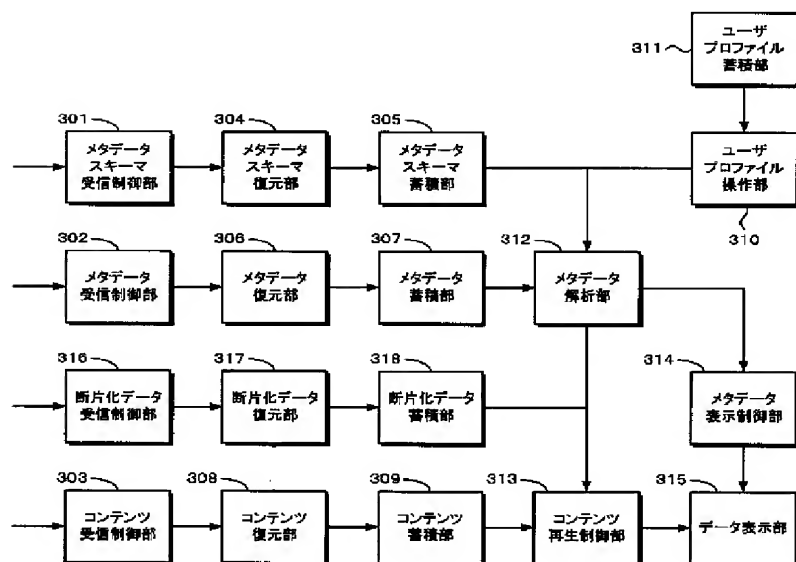 311
ユーザ
プロファイル
蓄積部
301
メタデータ
スキーマ
受信制御部
304
メタデータ
スキーマ
復元部
305
メタデータ
スキーマ
蓄積部
ユーザ
プロファイル
操作部
310
302
メタデータ
受信制御部
306
メタデータ
復元部
307
メタデータ
蓄積部
312
メタデータ
解析部
316
断片化データ
受信制御部
317
断片化データ
復元部
318
断片化データ
蓄積部
314
メタデータ
表示制御部
303
コンテンツ
受信制御部
308
コンテンツ
復元部
309
コンテンツ
蓄積部
313
コンテンツ
再生制御部
315
データ表示部